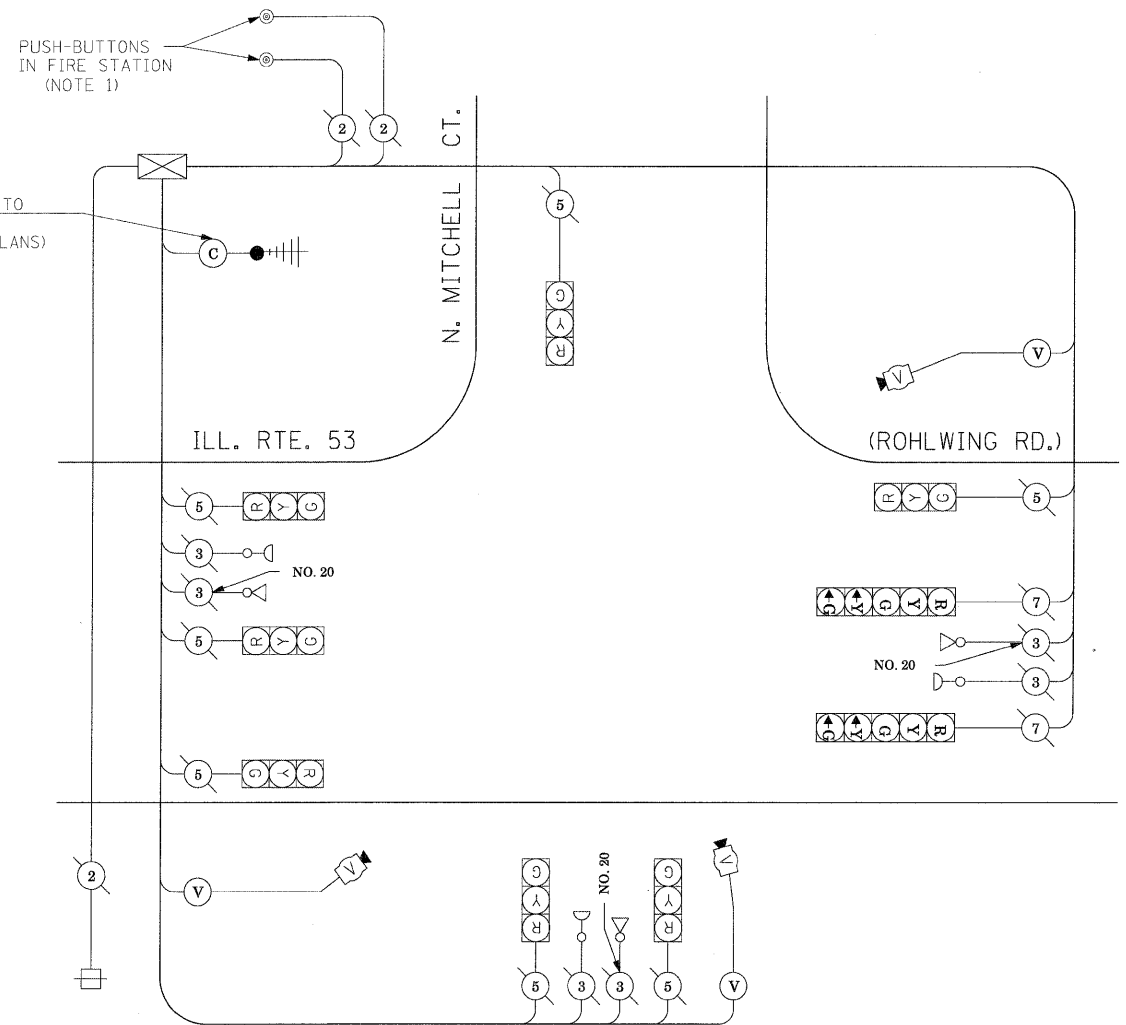 PUSH-BUTTONS
IN FIRE STATION
(NOTE 1)
2 2
N. MITCHELL CT.
TO
LANS)
C
5
G
Y
R
V
V
ILL. RTE. 53
(ROHLWING RD.)
5 R Y G
R Y G 5
3
3
NO. 20
G Y G Y R 7
5 R Y G
3
NO. 20
3
G Y G Y R 7
5 G Y R
2
V
V
G
Y
R
NO. 20
G
Y
R
V
5 3 3 5 V